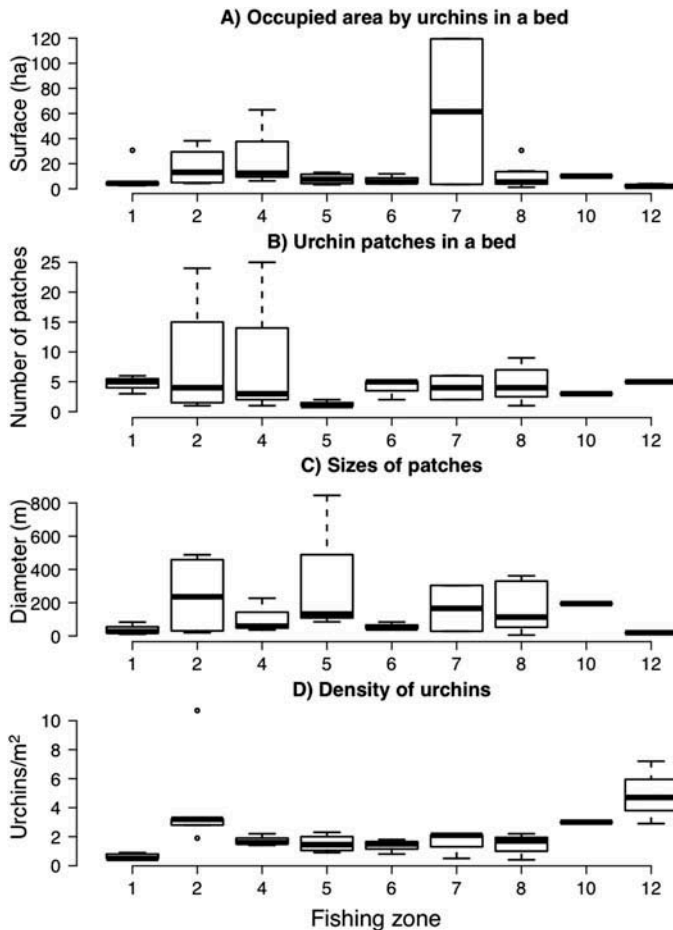 A) Occupied area by urchins in a bed
Surface (ha)
120
100
80
60
40
20
0
1 2 4 5 6 7 8 10 12
B) Urchin patches in a bed
Number of patches
25
20
15
10
5
0
1 2 4 5 6 7 8 10 12
C) Sizes of patches
Diameter (m)
800
600
400
200
0
1 2 4 5 6 7 8 10 12
D) Density of urchins
Urchins/m²
10
8
6
4
2
0
1 2 4 5 6 7 8 10 12
Fishing zone